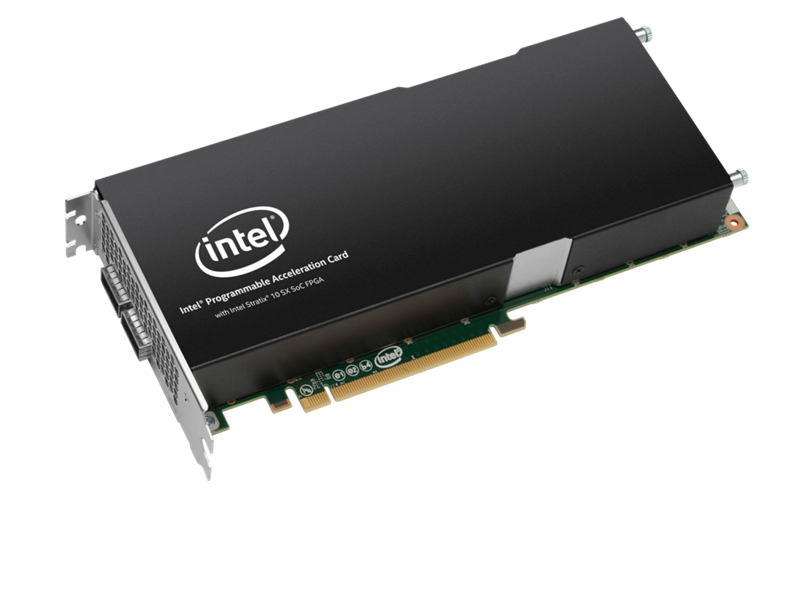 intel®
Intel® Programmable Acceleration Card
with Intel Stratix® 10 SX SoC FPGA
intel